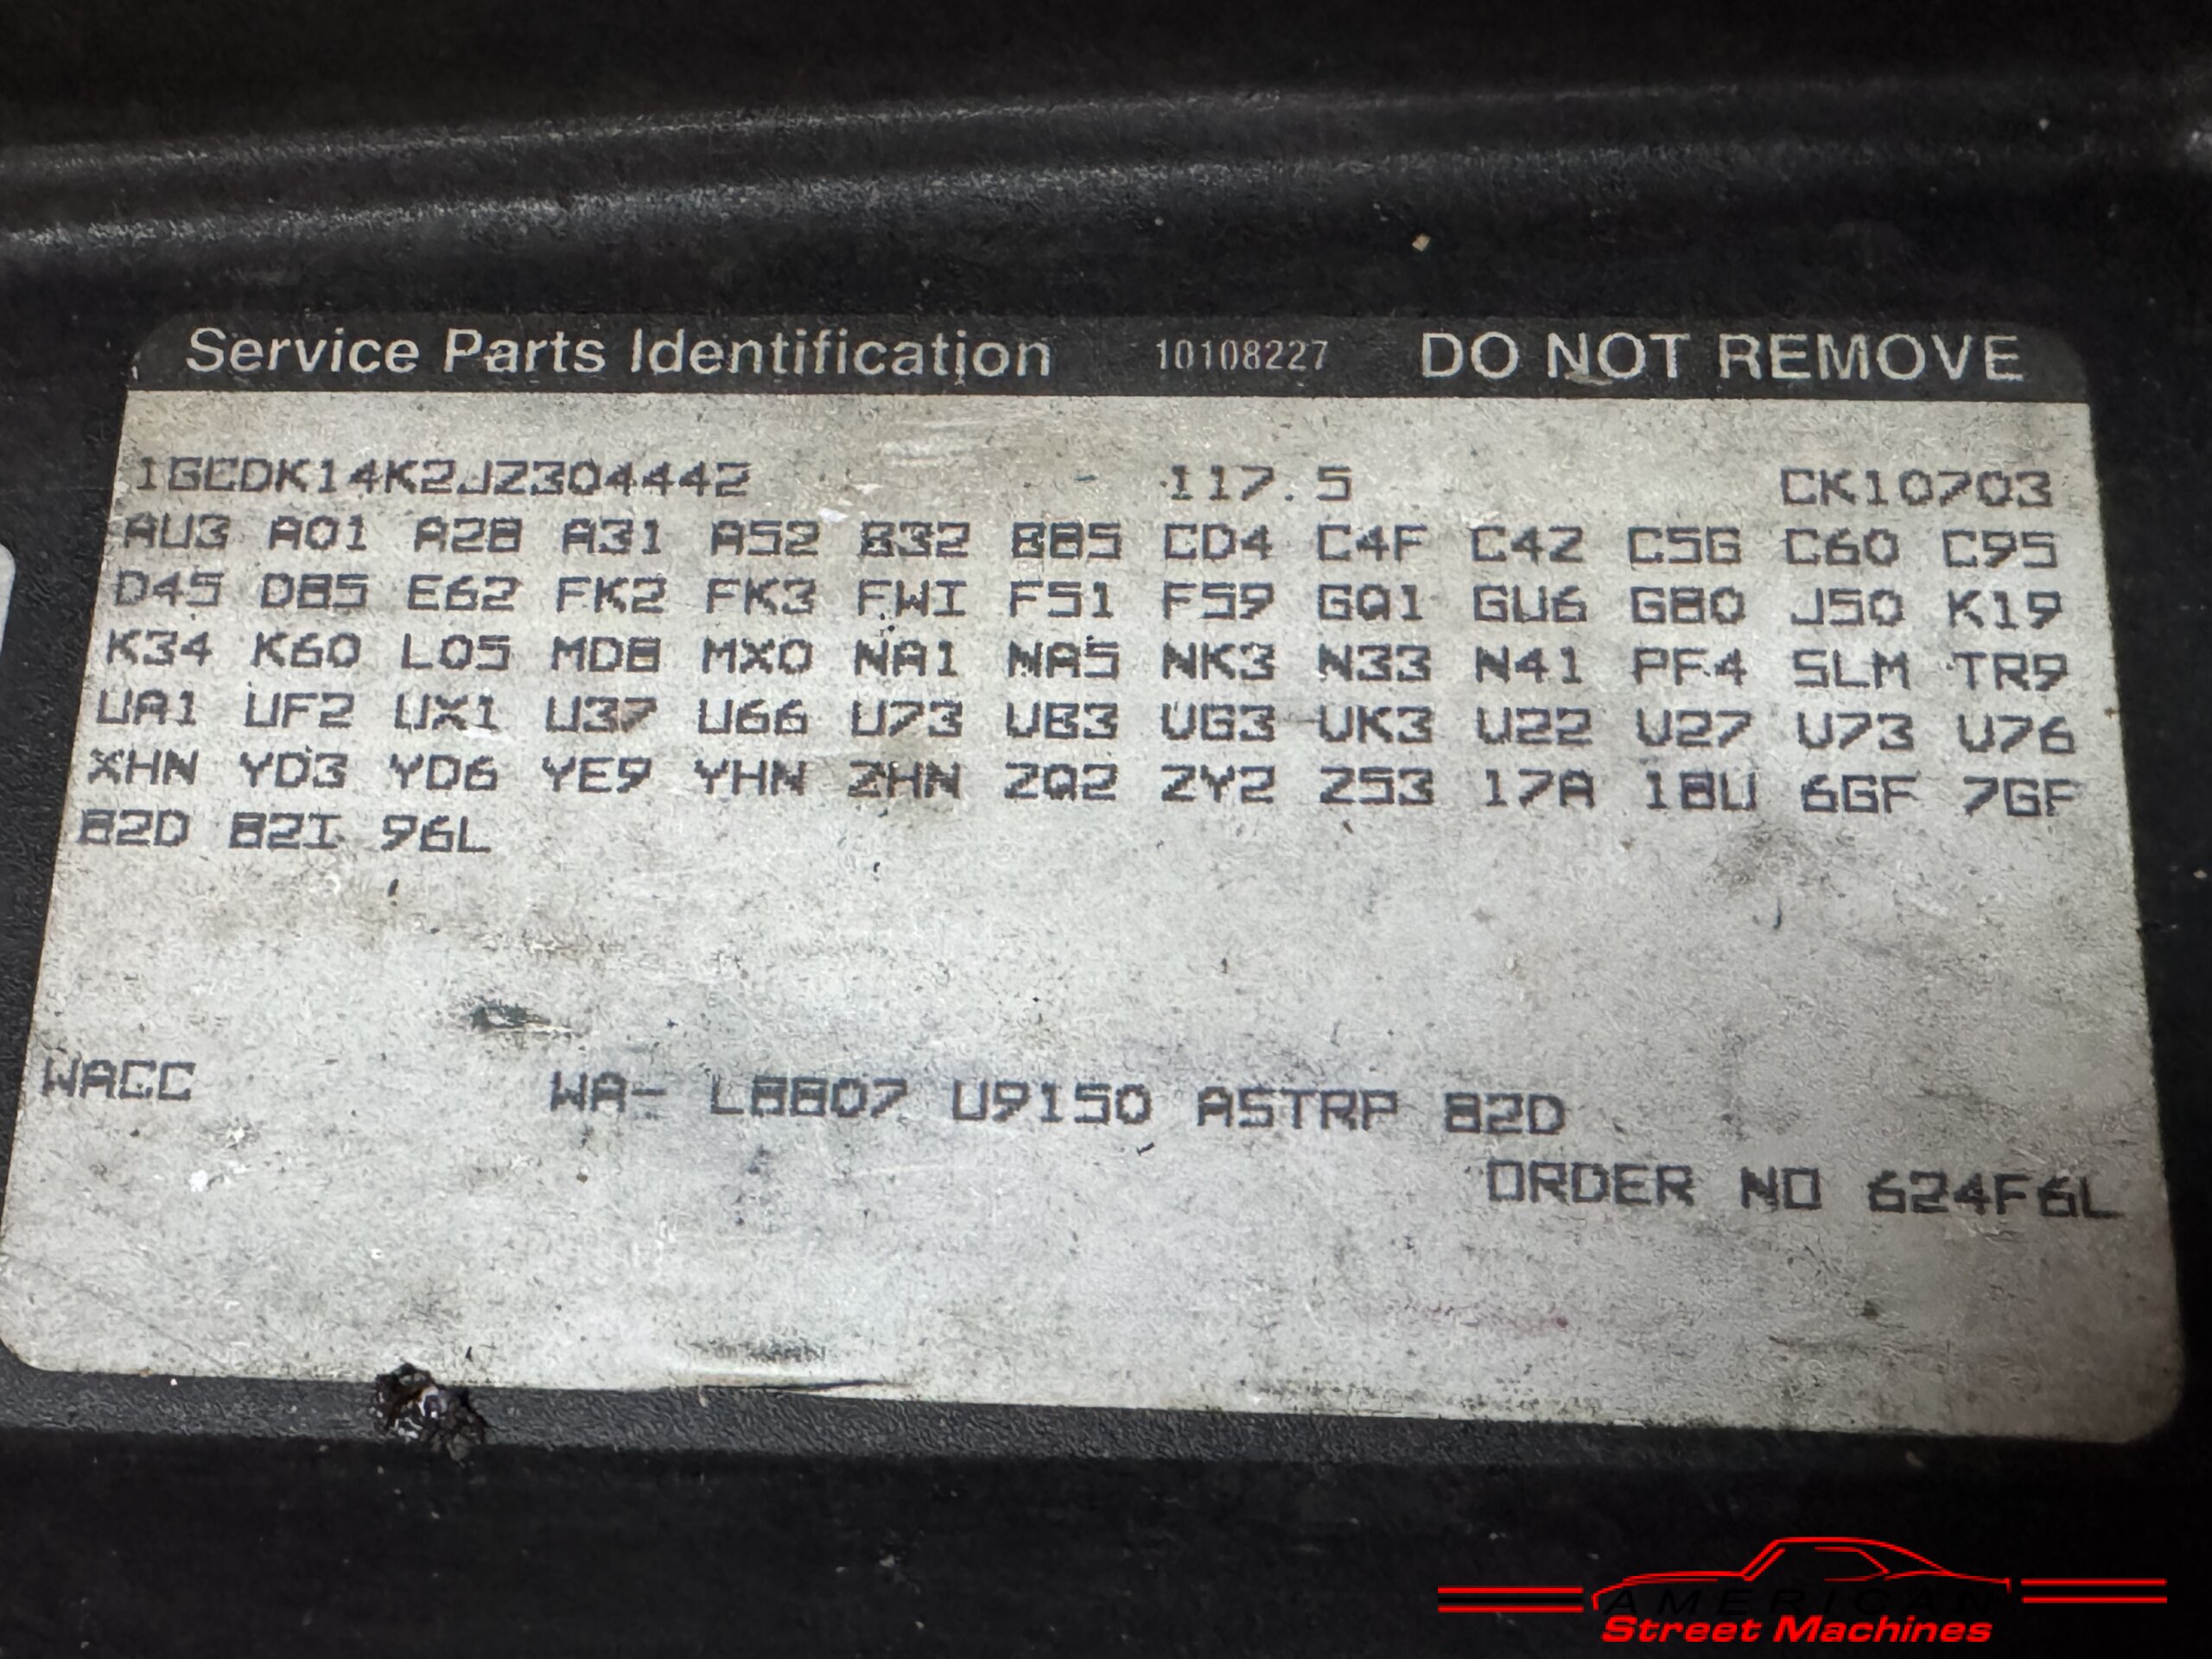 Service Parts Identification 10108227 DO NOT REMOVE
1GCDK14K2JZ304442 117.5 CK10703
AU3 A01 A28 A31 A52 B32 B85 CD4 C4F C42 C5G C60 C95
D45 D85 E62 FK2 FK3 FWI F51 F59 GQ1 GU6 G80 J50 K19
K34 K60 L05 MD8 MX0 NA1 NA5 NK3 N33 N41 PF4 SLM TR9
UA1 UF2 UX1 U37 U66 U73 VB3 VG3 VK3 V22 V27 V73 V76
XHN YD3 YD6 YE9 YHN ZHN ZQ2 ZY2 Z53 17A 18U 6GF 7GF
82D 82I 96L
WACC WA- L8807 U9150 ASTRP 82D
ORDER NO 624F6L
AMERICAN
Street Machines